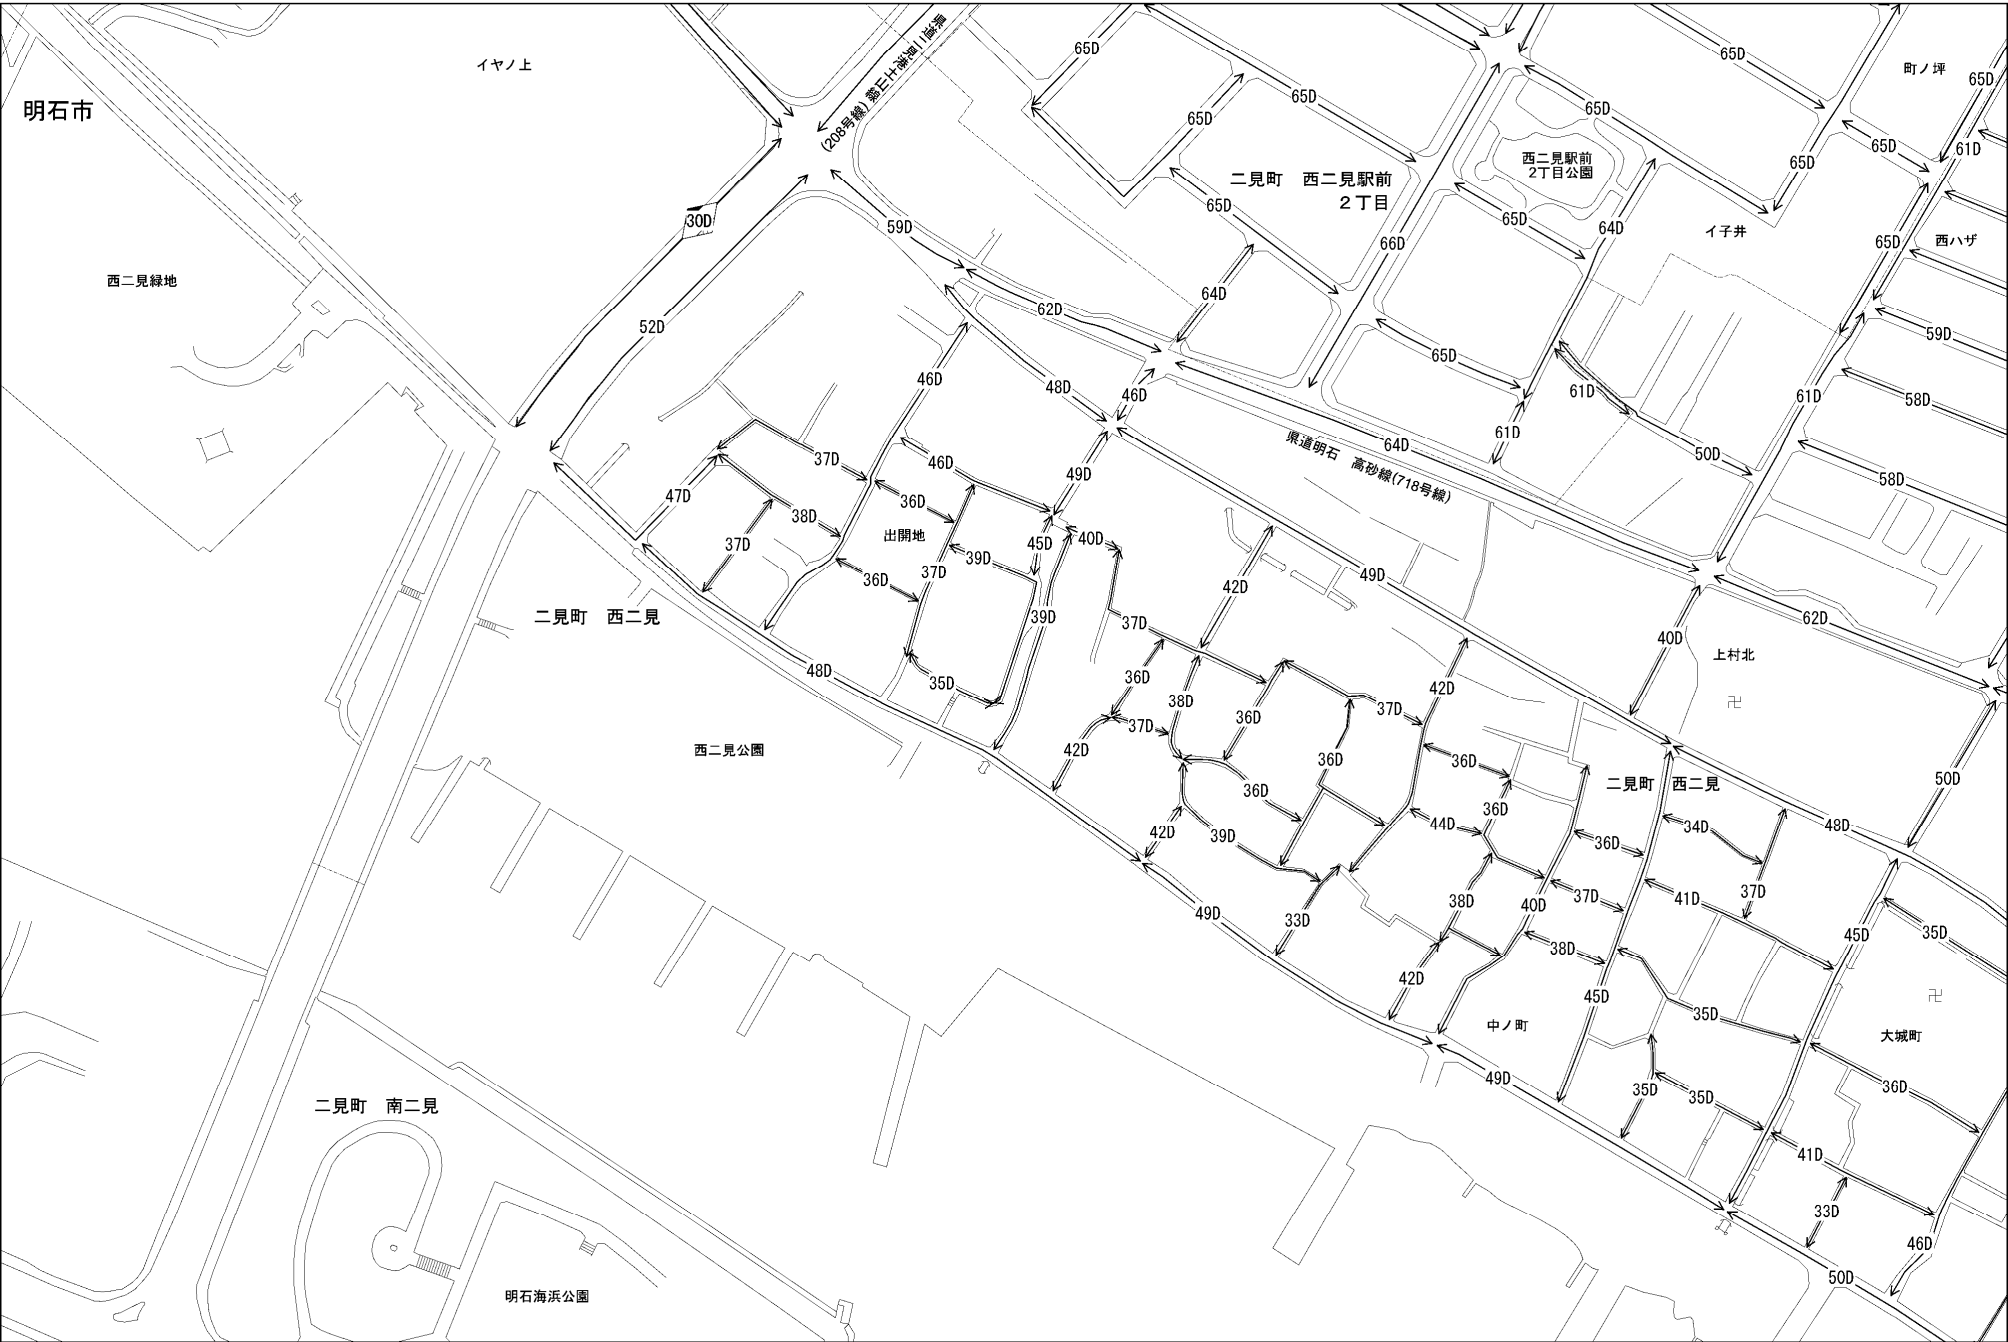 県道二見港土山線
(208号線)
イヤノ上
明石市
町ノ坪
65D
65D
65D
65D
65D
65D
65D
65D
65D
61D
西二見駅前
2丁目公園
二見町 西二見駅前
2丁目
65D
65D
30D
59D
66D
64D
イ子井
65D
西ハザ
西二見緑地
52D
62D
64D
59D
65D
46D
48D
46D
61D
61D
58D
61D
県道明石 高砂線(718号線)
64D
50D
58D
37D
46D
49D
47D
36D
38D
出開地
37D
45D
40D
39D
36D
37D
42D
49D
二見町 西二見
39D
37D
62D
40D
上村北
48D
35D
36D
38D
36D
42D
37D
西二見公園
42D
37D
36D
36D
36D
二見町 西二見
50D
36D
42D
39D
44D
36D
34D
48D
49D
33D
38D
40D
37D
41D
37D
45D
35D
38D
42D
45D
35D
中ノ町
大城町
49D
35D
35D
36D
二見町 南二見
41D
33D
46D
50D
明石海浜公園